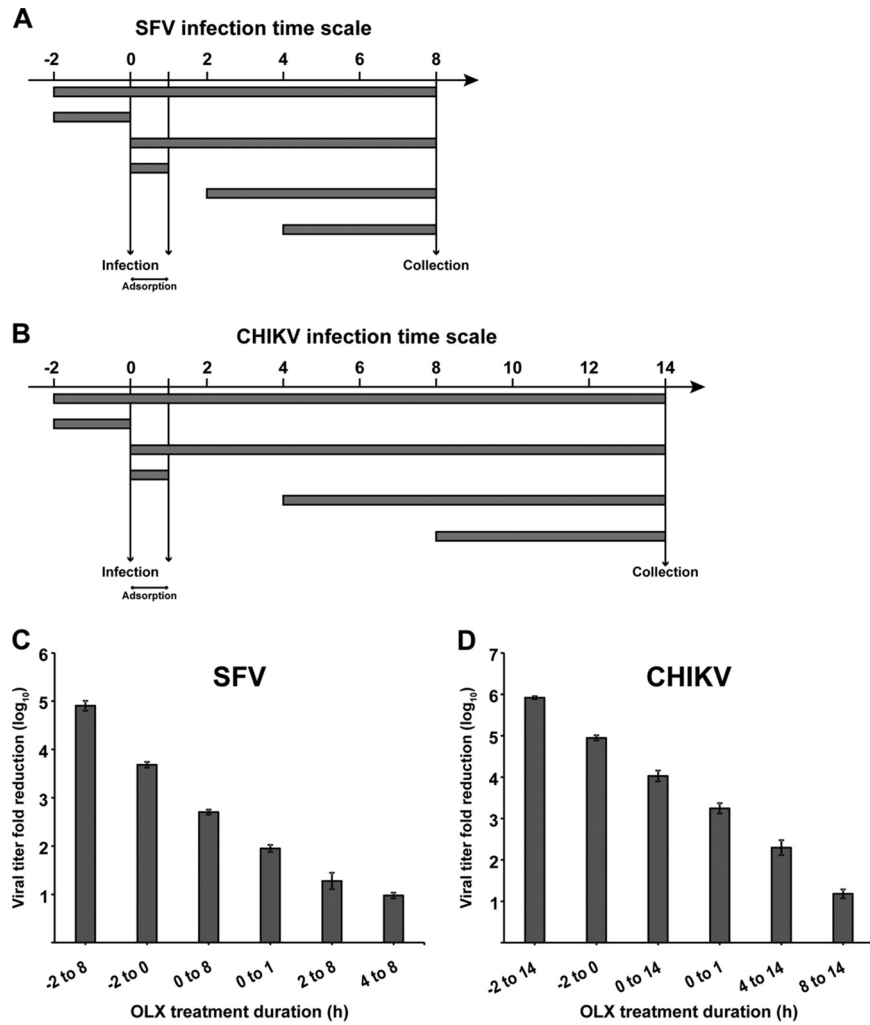 A
SFV infection time scale
-2 0 2 4 6 8
Infection
Collection
Adsorption
B
CHIKV infection time scale
-2 0 2 4 6 8 10 12 14
Infection
Collection
Adsorption
C
SFV
Viral titer fold reduction (log10)
6
5
4
3
2
1
-2 to 8
-2 to 0
0 to 8
0 to 1
2 to 8
4 to 8
OLX treatment duration (h)
D
CHIKV
Viral titer fold reduction (log10)
7
6
5
4
3
2
1
-2 to 14
-2 to 0
0 to 14
0 to 1
4 to 14
8 to 14
OLX treatment duration (h)